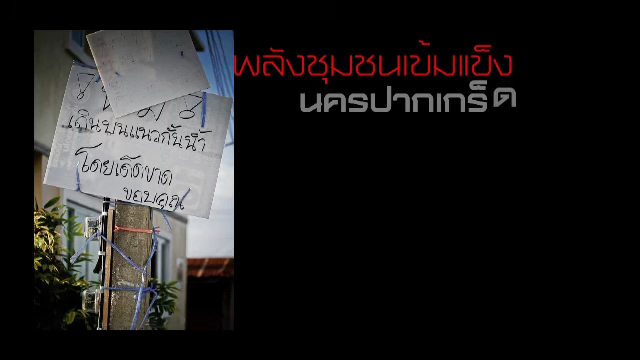 พลังชุมชนเข้มแข็ง
นครปากเกร็ด
เดินบนแนวกั้นน้ำ
โดยเด็ดขาด
ขอบคุณ